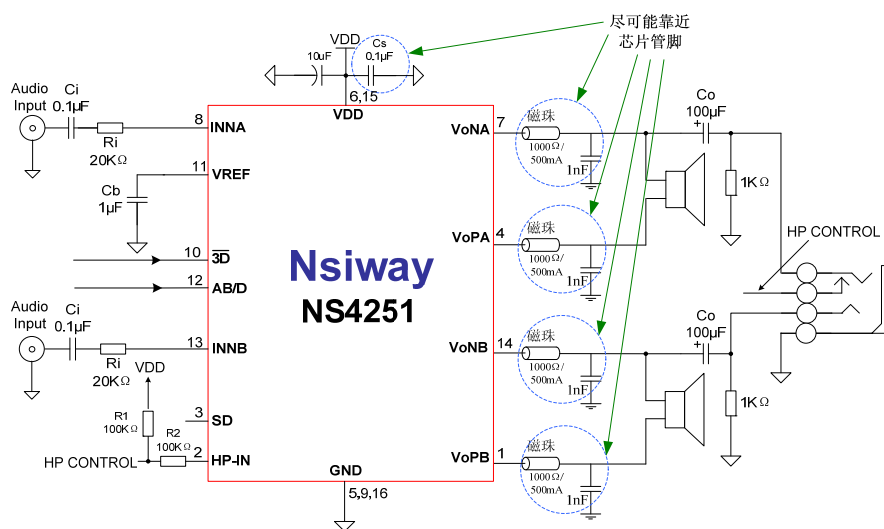 尽可能靠近
芯片管脚
VDD
10uF
Cs
0.1µF
6,15
VDD
Audio
Input
Ci
0.1µF
Ri
20KΩ
8
INNA
11
VREF
Cb
1µF
10
3D
12
AB/D
Audio
Input
Ci
0.1µF
Ri
20KΩ
13
INNB
VDD
R1
100KΩ
R2
100KΩ
3
SD
HP CONTROL
2
HP-IN
Nsiway
NS4251
GND
5,9,16
VoNA
7
磁珠
1000Ω/
500mA
1nF
VoPA
4
磁珠
1000Ω/
500mA
1nF
VoNB
14
磁珠
1000Ω/
500mA
1nF
VoPB
1
磁珠
1000Ω/
500mA
1nF
Co
100µF
+
1KΩ
HP CONTROL
Co
100µF
+
1KΩ